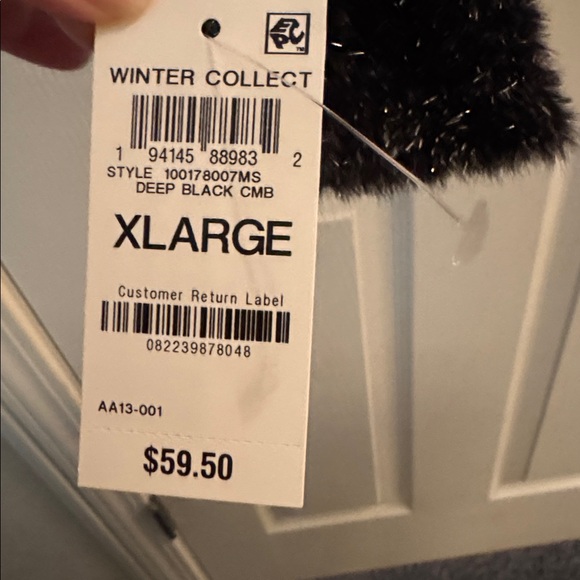 EPC™
WINTER COLLECT
1 94145 88983 2
STYLE 100178007MS
DEEP BLACK CMB
XLARGE
Customer Return Label
082239878048
AA13-001
$59.50